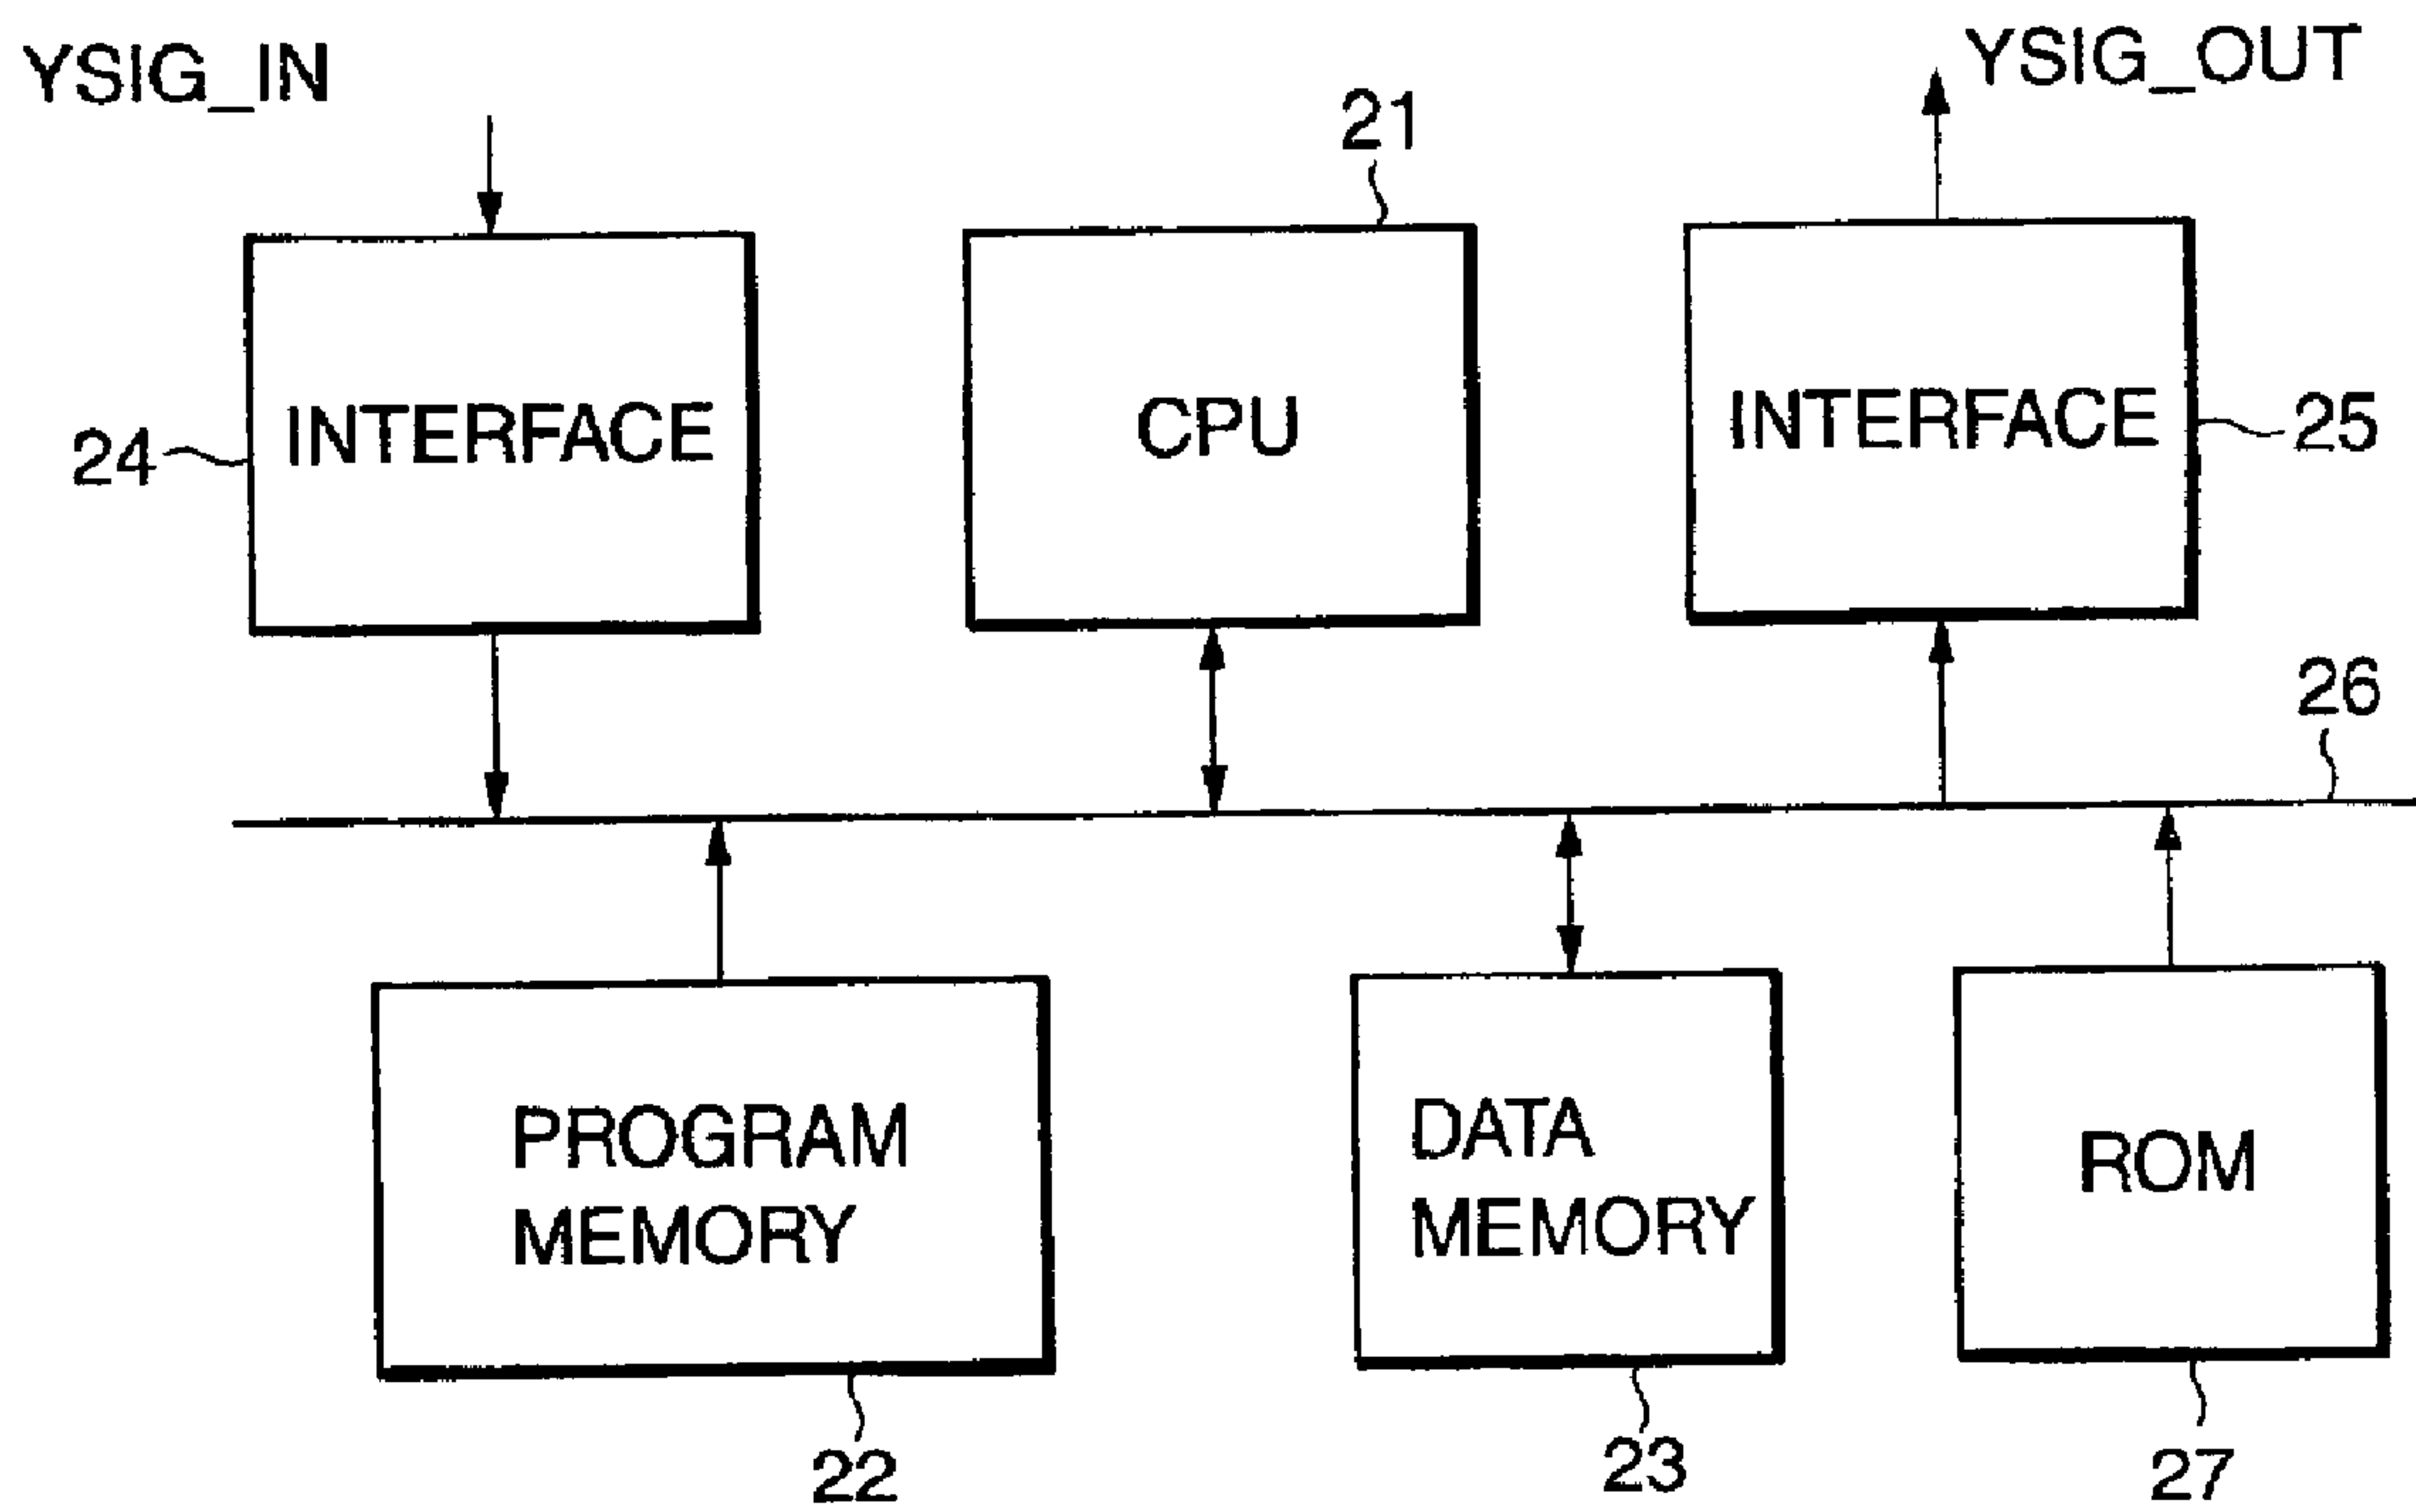 YSIG_IN
YSIG_OUT
21
INTERFACE
CPU
INTERFACE
24
25
26
PROGRAM
MEMORY
DATA
MEMORY
ROM
22
23
27